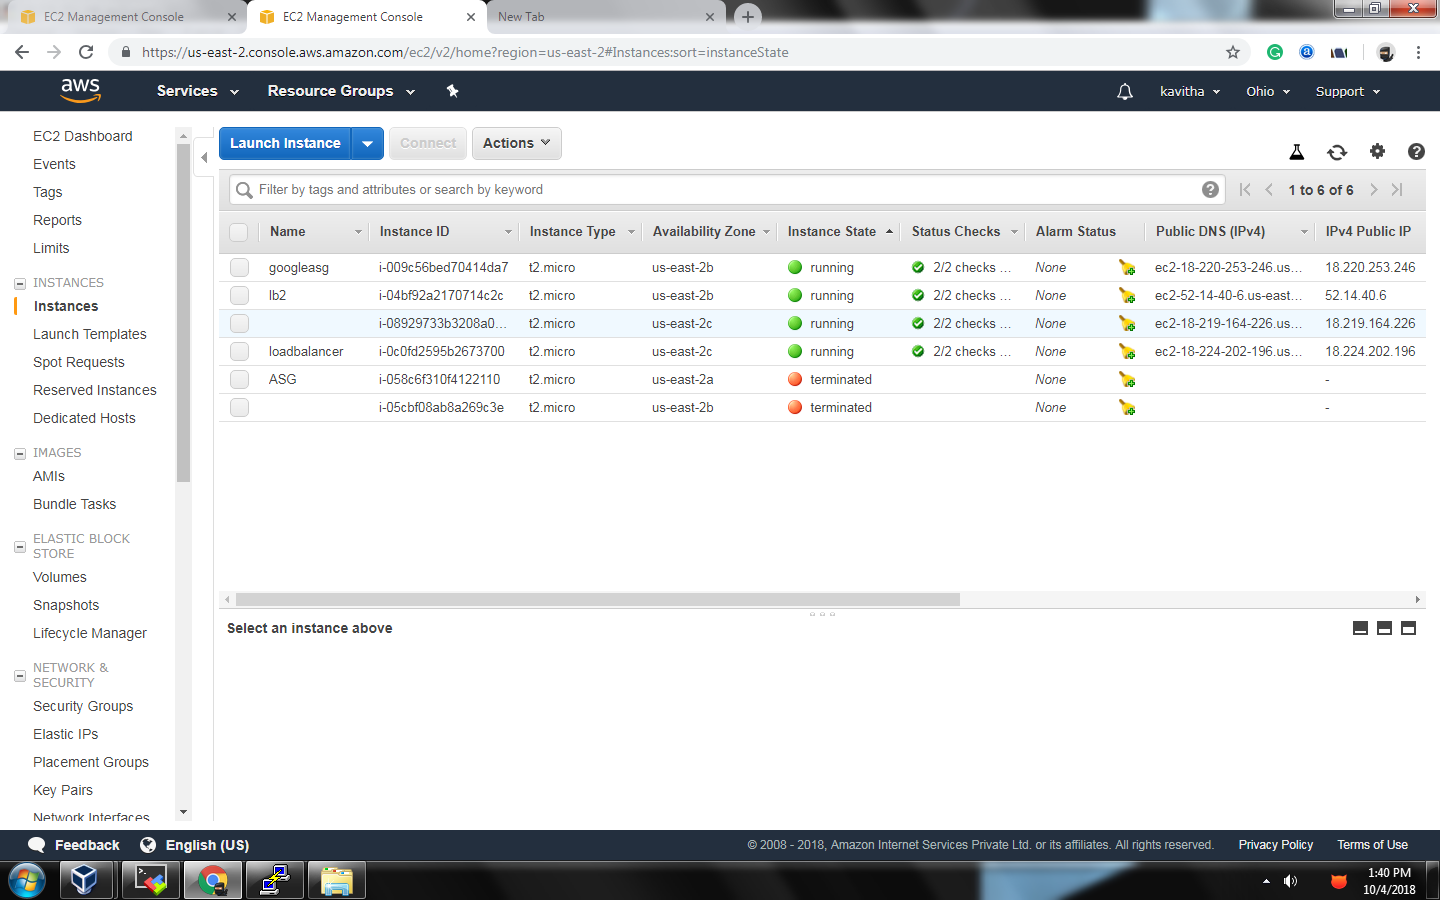 EC2 Management Console
EC2 Management Console
New Tab
https://us-east-2.console.aws.amazon.com/ec2/v2/home?region=us-east-2#Instances:sort=instanceState
aws Services Resource Groups kavitha Ohio Support
EC2 Dashboard
Events
Tags
Reports
Limits
INSTANCES
Instances
Launch Templates
Spot Requests
Reserved Instances
Dedicated Hosts
IMAGES
AMIs
Bundle Tasks
ELASTIC BLOCK
STORE
Volumes
Snapshots
Lifecycle Manager
NETWORK &
SECURITY
Security Groups
Elastic IPs
Placement Groups
Key Pairs
Network Interfaces
Launch Instance Connect Actions
Filter by tags and attributes or search by keyword 1 to 6 of 6
Name Instance ID Instance Type Availability Zone Instance State Status Checks Alarm Status Public DNS (IPv4) IPv4 Public IP
googleasg i-009c56bed70414da7 t2.micro us-east-2b running 2/2 checks ... None ec2-18-220-253-246.us... 18.220.253.246
lb2 i-04bf92a2170714c2c t2.micro us-east-2b running 2/2 checks ... None ec2-52-14-40-6.us-east... 52.14.40.6
i-08929733b3208a0... t2.micro us-east-2c running 2/2 checks ... None ec2-18-219-164-226.us... 18.219.164.226
loadbalancer i-0c0fd2595b2673700 t2.micro us-east-2c running 2/2 checks ... None ec2-18-224-202-196.us... 18.224.202.196
ASG i-058c6f310f4122110 t2.micro us-east-2a terminated None -
i-05cbf08ab8a269c3e t2.micro us-east-2b terminated None -
Select an instance above
Feedback English (US) © 2008 - 2018, Amazon Internet Services Private Ltd. or its affiliates. All rights reserved. Privacy Policy Terms of Use
1:40 PM
10/4/2018